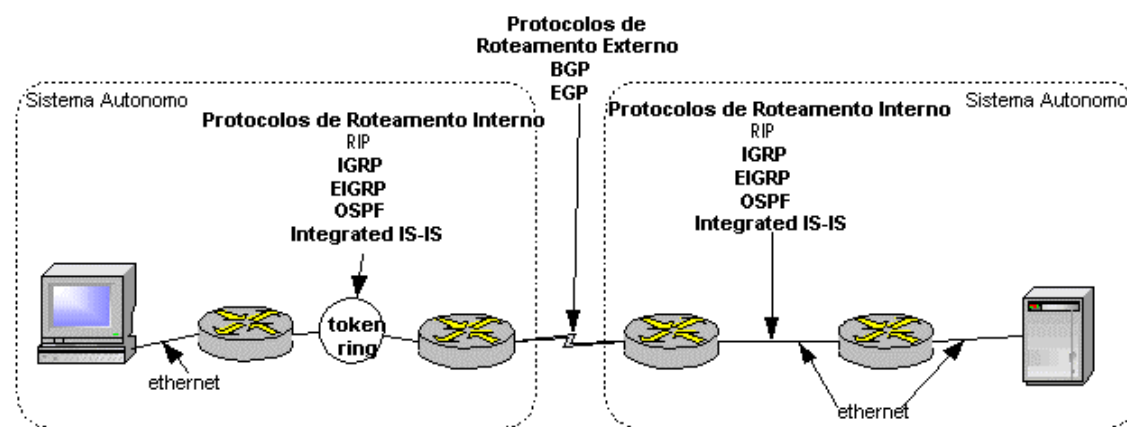 Protocolos de
Roteamento Externo
BGP
EGP
Sistema Autonomo
Protocolos de Roteamento Interno
RIP
IGRP
EIGRP
OSPF
Integrated IS-IS
Sistema Autonomo
Protocolos de Roteamento Interno
RIP
IGRP
EIGRP
OSPF
Integrated IS-IS
token
ring
ethernet
ethernet